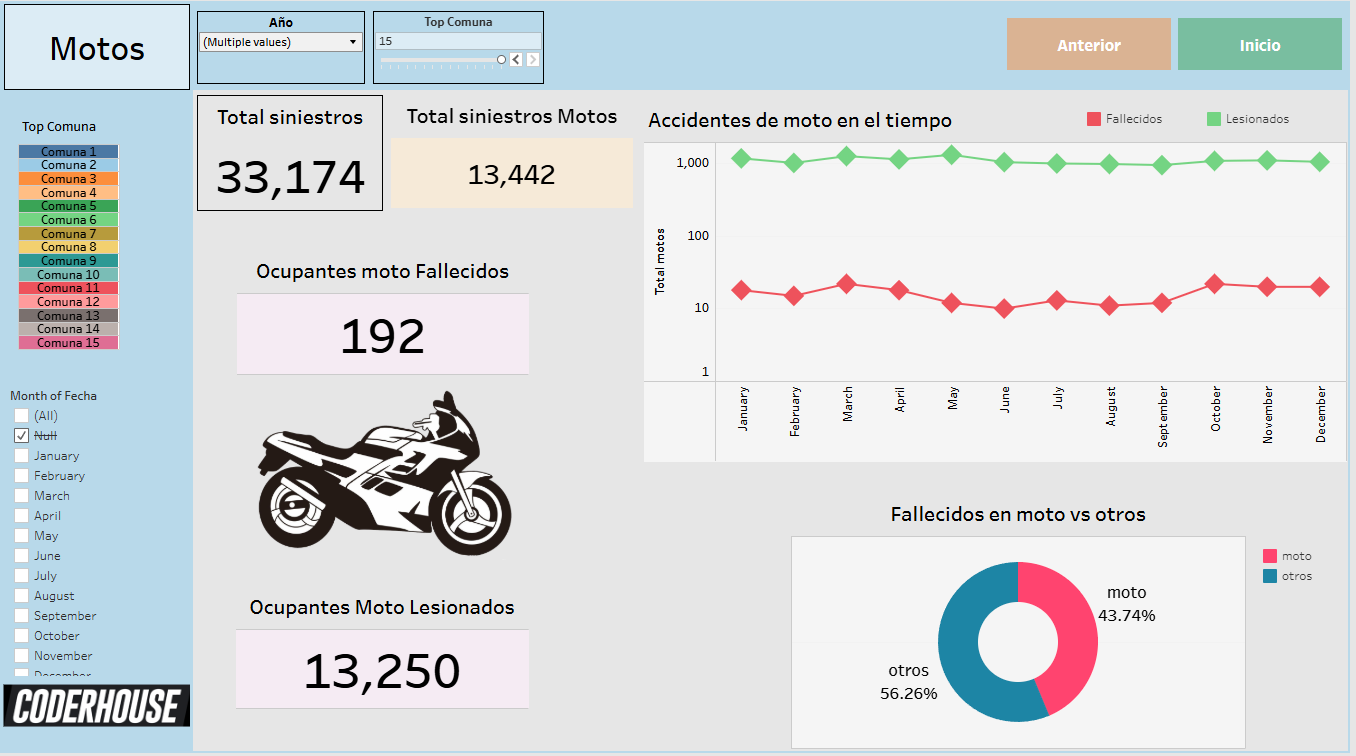 Motos
Año
(Multiple values)
Top Comuna
15
Anterior
Inicio
Top Comuna
Comuna 1
Comuna 2
Comuna 3
Comuna 4
Comuna 5
Comuna 6
Comuna 7
Comuna 8
Comuna 9
Comuna 10
Comuna 11
Comuna 12
Comuna 13
Comuna 14
Comuna 15
Month of Fecha
(All)
Null
January
February
March
April
May
June
July
August
September
October
November
December
CODERHOUSE
Total siniestros
33,174
Total siniestros Motos
13,442
Ocupantes moto Fallecidos
192
Ocupantes Moto Lesionados
13,250
Accidentes de moto en el tiempo
Fallecidos
Lesionados
Total motos
1,000
100
10
1
January
February
March
April
May
June
July
August
September
October
November
December
Fallecidos en moto vs otros
moto
43.74%
otros
56.26%
moto
otros